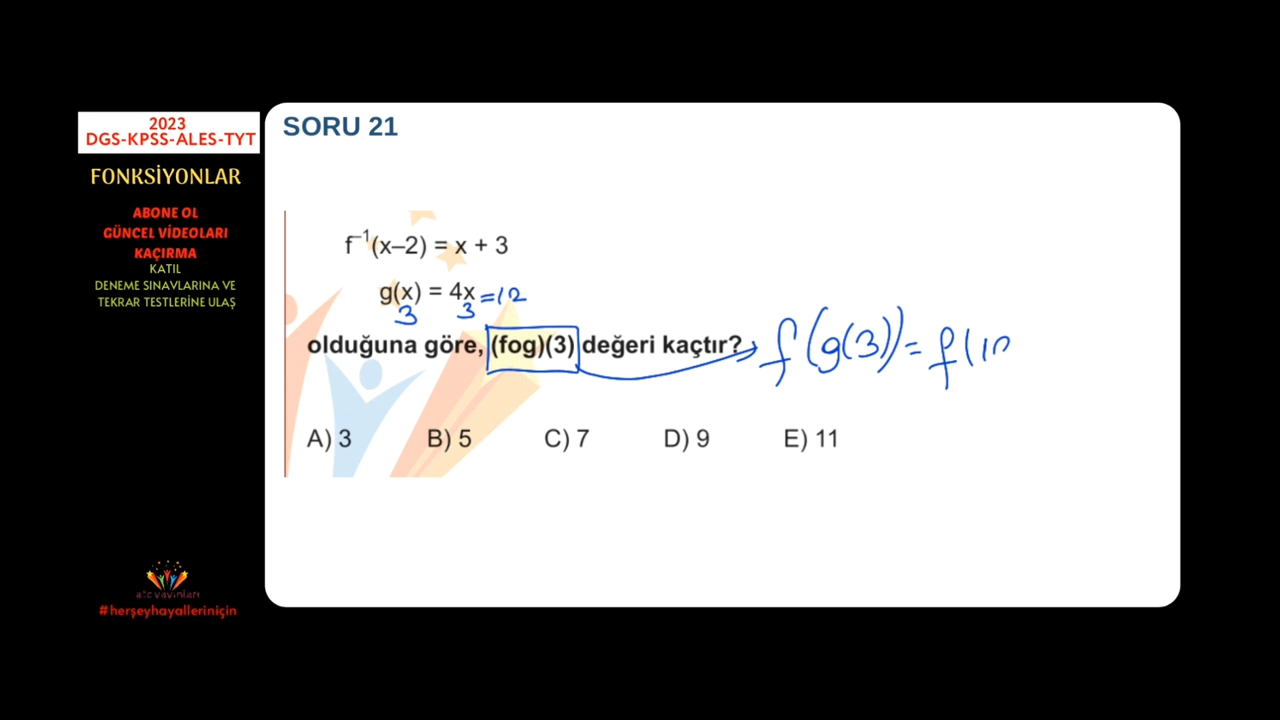 2023
DGS-KPSS-ALES-TYT
FONKSİYONLAR
ABONE OL
GÜNCEL VİDEOLARI
KAÇIRMA
KATIL
DENEME SINAVLARINA VE
TEKRAR TESTLERİNE ULAŞ
SORU 21
f⁻¹(x–2) = x + 3
g(x) = 4x =12
3 3
olduğuna göre, (fog)(3) değeri kaçtır? → f(g(3)) = f(1
A) 3 B) 5 C) 7 D) 9 E) 11
#herşeyhayalleriniçin